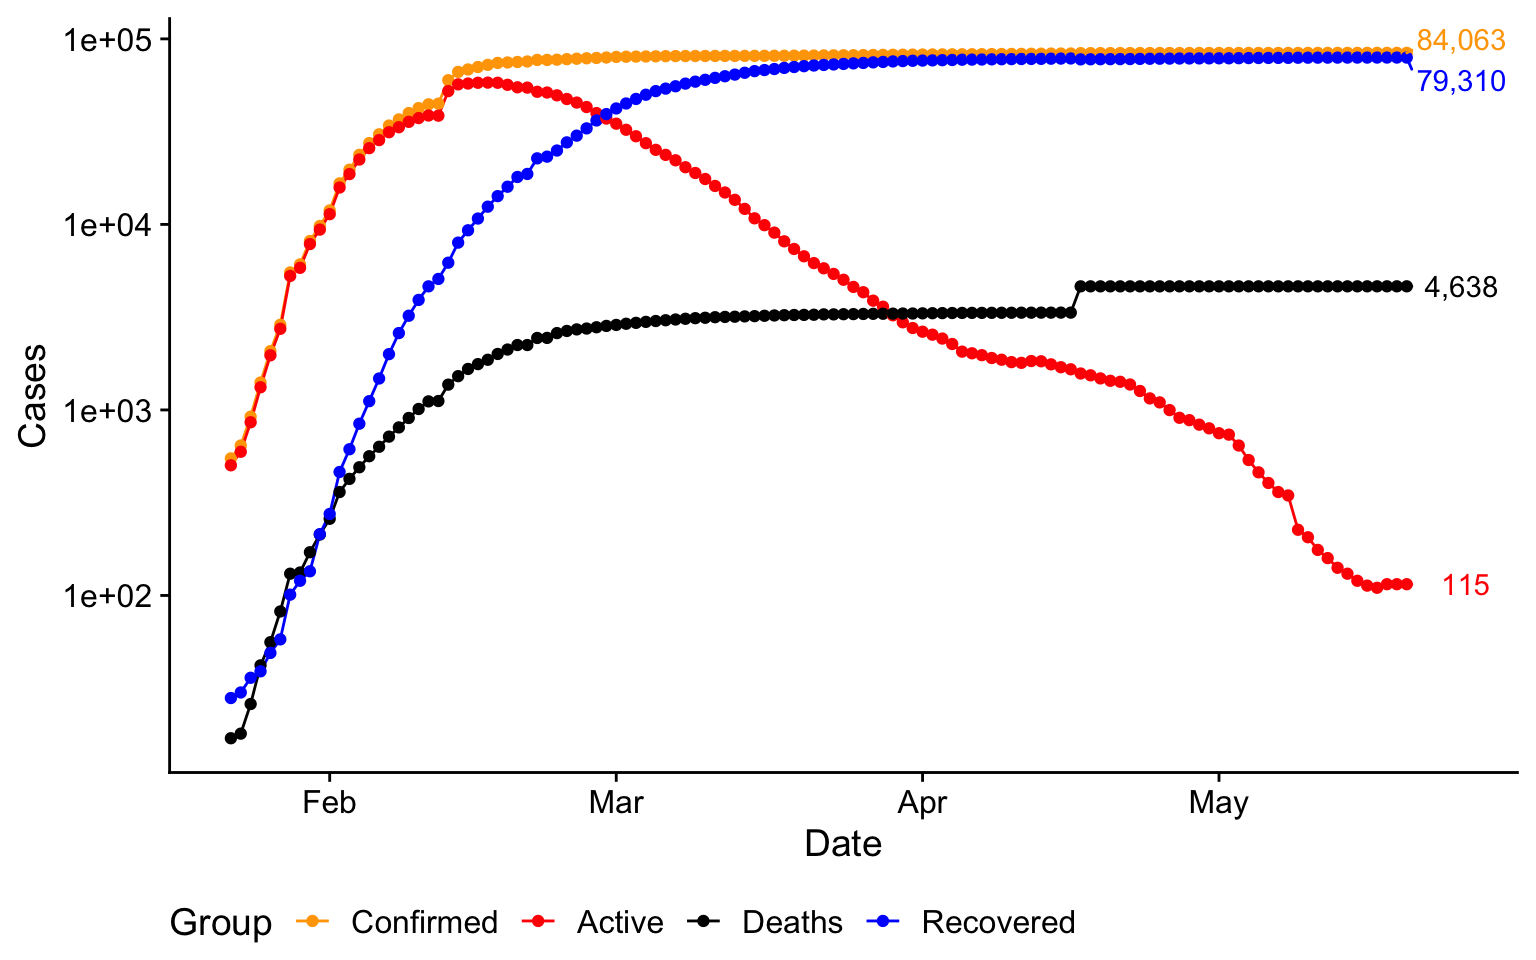 1e+05
1e+04
1e+03
1e+02
Cases
84,063
79,310
4,638
115
Feb Mar Apr May
Date
Group Confirmed Active Deaths Recovered